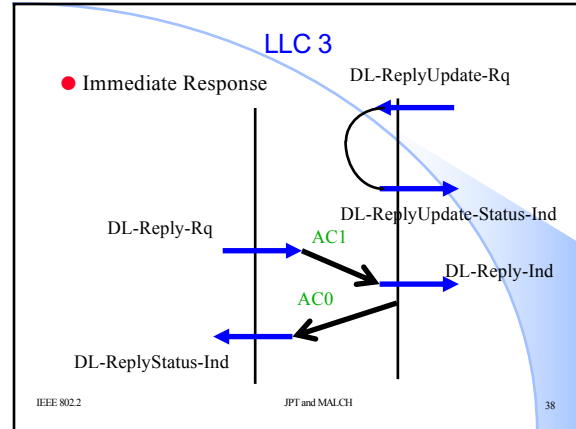 LLC 3
● Immediate Response
DL-ReplyUpdate-Rq
DL-ReplyUpdate-Status-Ind
DL-Reply-Rq
AC1
DL-Reply-Ind
AC0
DL-ReplyStatus-Ind
IEEE 802.2
JPT and MALCH
38